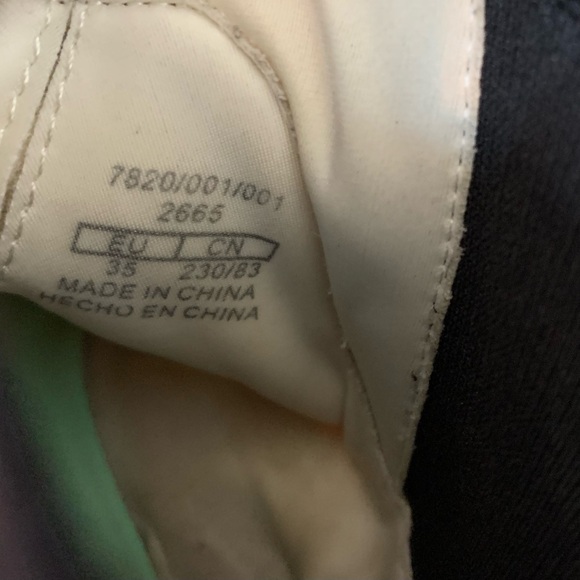 7820/001/001
2665
EU CN
35 230/83
MADE IN CHINA
HECHO EN CHINA